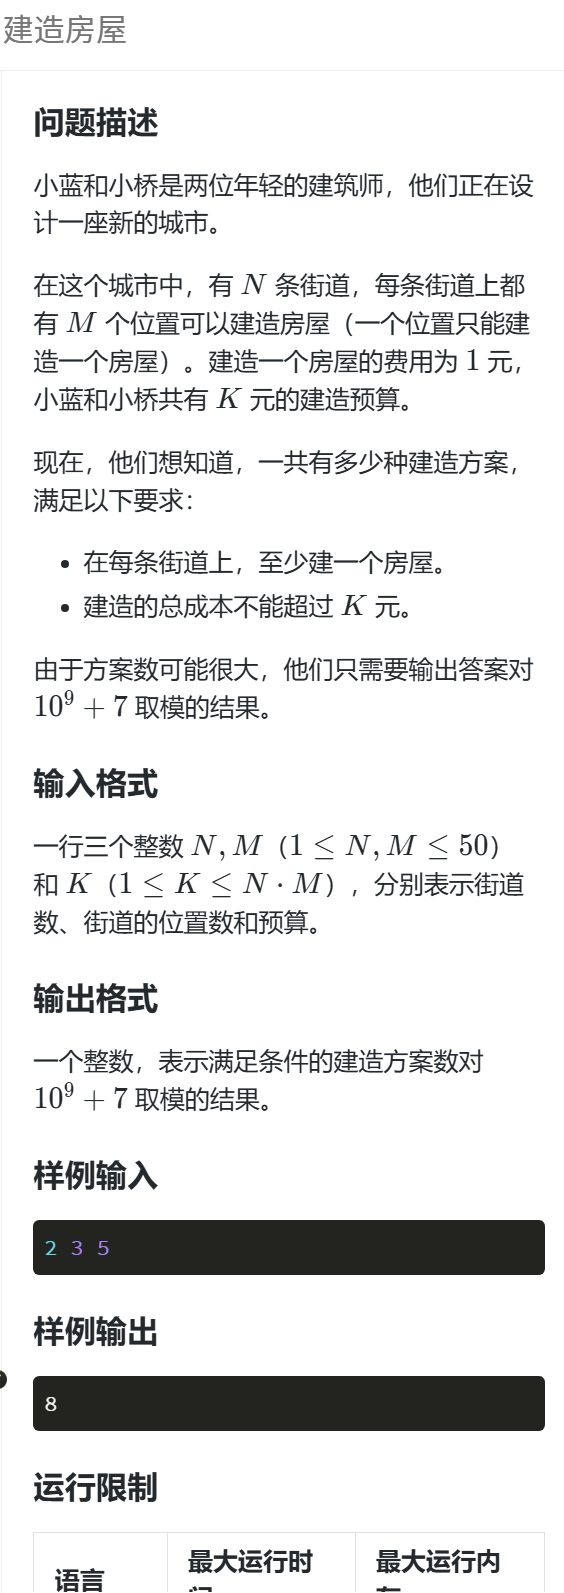 建造房屋
问题描述
小蓝和小桥是两位年轻的建筑师，他们正在设
计一座新的城市。
在这个城市中，有 N 条街道，每条街道上都
有 M 个位置可以建造房屋（一个位置只能建
造一个房屋）。建造一个房屋的费用为 1 元，
小蓝和小桥共有 K 元的建造预算。
现在，他们想知道，一共有多少种建造方案，
满足以下要求：
• 在每条街道上，至少建一个房屋。
• 建造的总成本不能超过 K 元。
由于方案数可能很大，他们只需要输出答案对
10⁹ + 7 取模的结果。
输入格式
一行三个整数 N, M（1 ≤ N, M ≤ 50）
和 K（1 ≤ K ≤ N · M），分别表示街道
数、街道的位置数和预算。
输出格式
一个整数，表示满足条件的建造方案数对
10⁹ + 7 取模的结果。
样例输入
2 3 5
样例输出
8
运行限制
语言
最大运行时
最大运行内